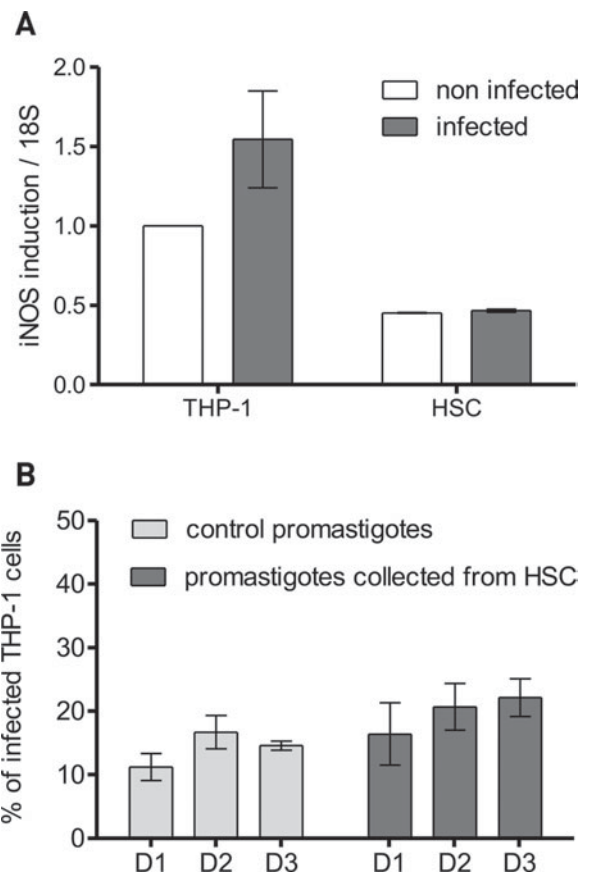 A
iNOS induction / 18S
2.0
1.5
1.0
0.5
0.0
non infected
infected
THP-1 HSC
B
% of infected THP-1 cells
50
40
30
20
10
0
control promastigotes
promastigotes collected from HSC
D1 D2 D3 D1 D2 D3